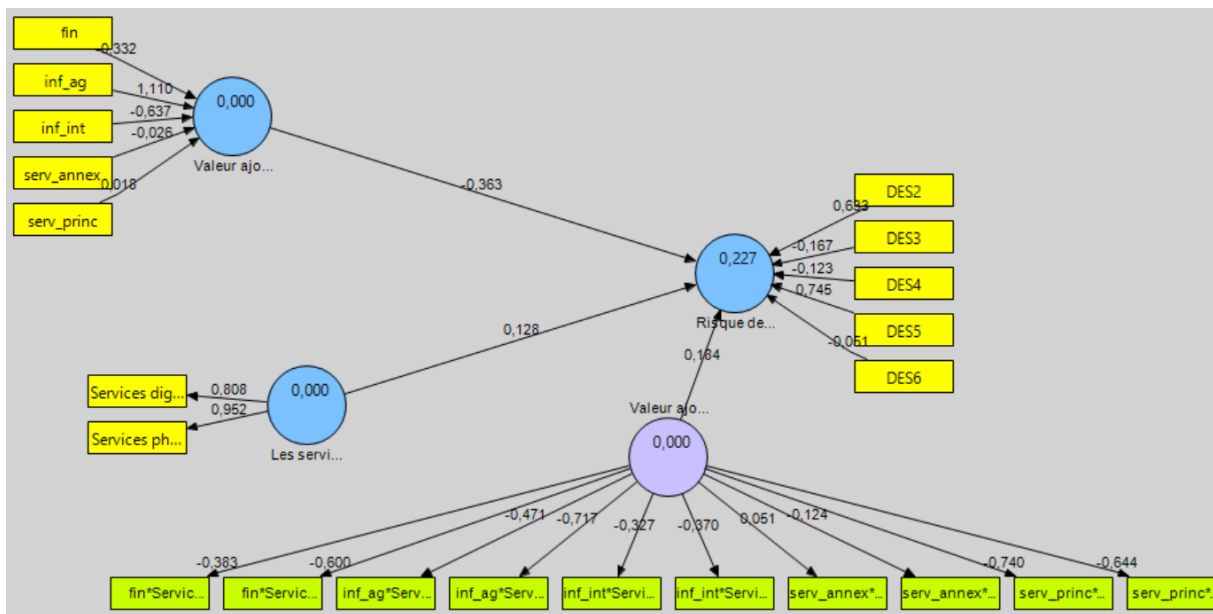 fin
-0,332
inf_ag
1,110
inf_int
-0,637
-0,026
serv_annex
0,018
serv_princ
0,000
Valeur ajo...
-0,363
DES2
0,633
DES3
-0,167
DES4
-0,123
DES5
0,745
DES6
-0,051
0,227
Risque de...
0,128
0,184
Services dig...
0,808
Services ph...
0,952
0,000
Les servi...
Valeur ajo...
0,000
-0,383
-0,600
-0,471
-0,717
-0,327
-0,370
0,051
-0,124
-0,740
-0,644
fin*Servic...
fin*Servic...
inf_ag*Serv...
inf_ag*Serv...
inf_int*Servi...
inf_int*Servi...
serv_annex*...
serv_annex*...
serv_princ*...
serv_princ*...